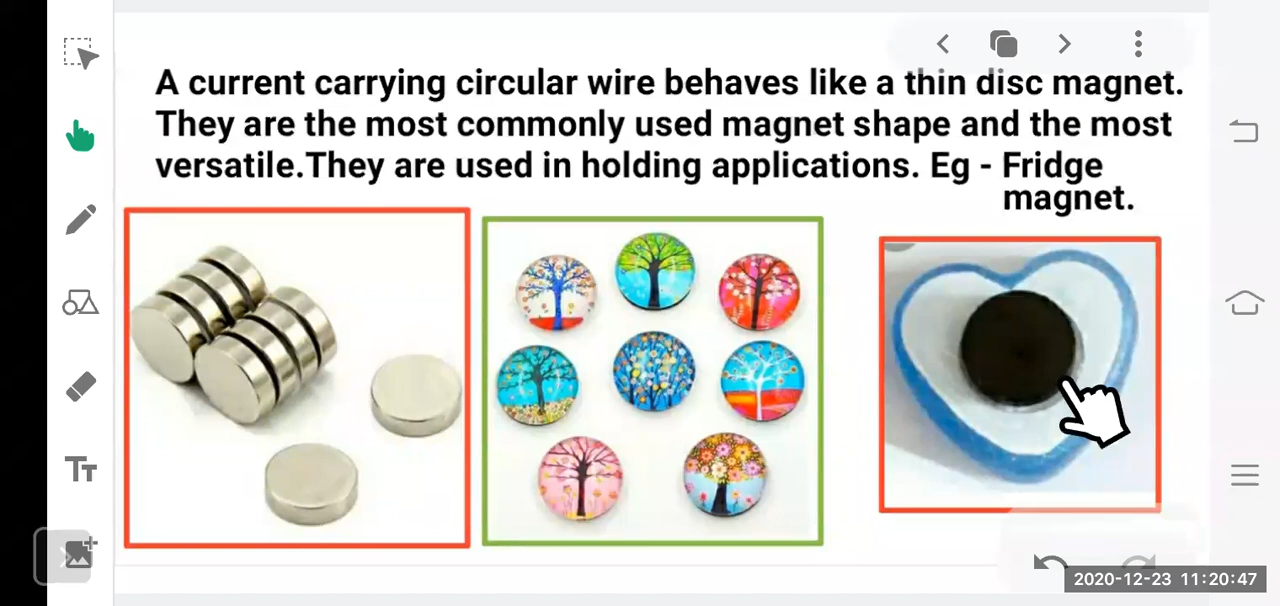 A current carrying circular wire behaves like a thin disc magnet.
They are the most commonly used magnet shape and the most
versatile.They are used in holding applications. Eg - Fridge
magnet.
TT
2020-12-23 11:20:47